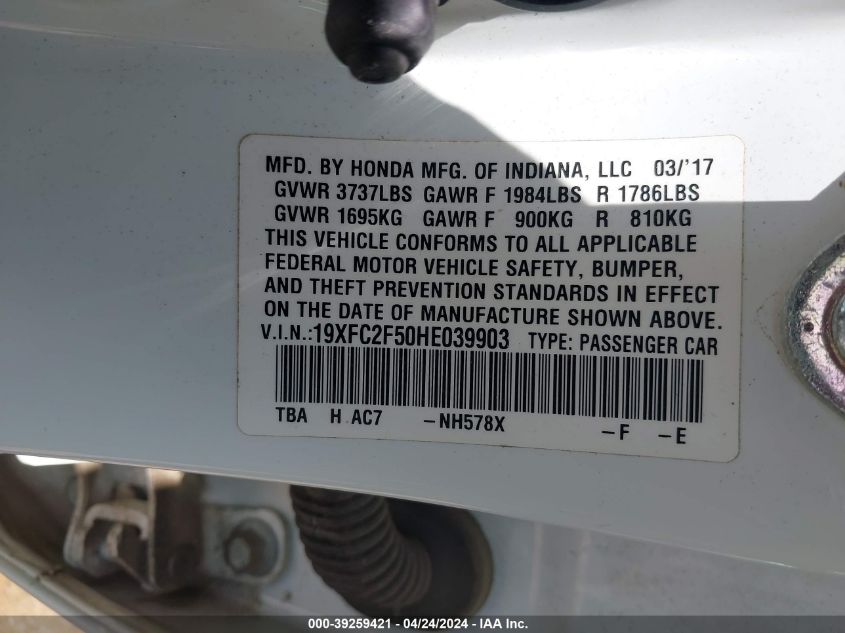 MFD. BY HONDA MFG. OF INDIANA, LLC 03/'17
GVWR 3737LBS GAWR F 1984LBS R 1786LBS
GVWR 1695KG GAWR F 900KG R 810KG
THIS VEHICLE CONFORMS TO ALL APPLICABLE
FEDERAL MOTOR VEHICLE SAFETY, BUMPER,
AND THEFT PREVENTION STANDARDS IN EFFECT
ON THE DATE OF MANUFACTURE SHOWN ABOVE.
V.I.N.:19XFC2F50HE039903 TYPE: PASSENGER CAR
TBA H AC7 -NH578X -F -E
000-39259421 - 04/24/2024 - IAA Inc.